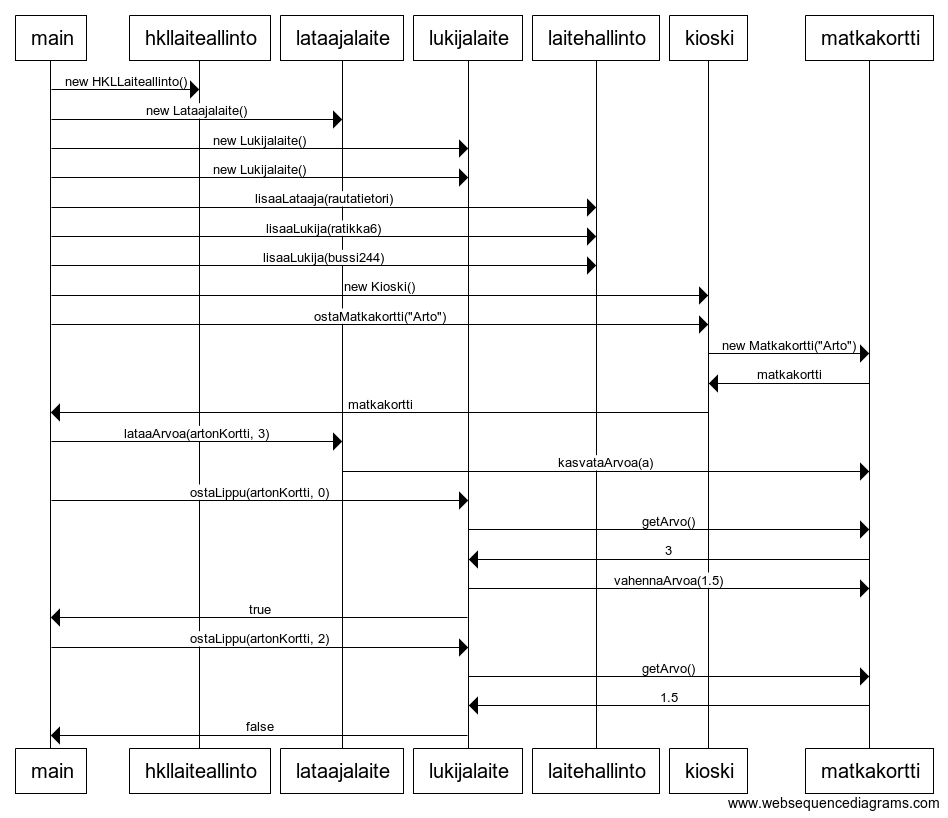 main hkllaiteallinto lataajalaite lukijalaite laitehallinto kioski matkakortti
new HKLLaiteallinto()
new Lataajalaite()
new Lukijalaite()
new Lukijalaite()
lisaaLataaja(rautatietori)
lisaaLukija(ratikka6)
lisaaLukija(bussi244)
new Kioski()
ostaMatkakortti("Arto")
new Matkakortti("Arto")
matkakortti
matkakortti
lataaArvoa(artonKortti, 3)
kasvataArvoa(a)
ostaLippu(artonKortti, 0)
getArvo()
3
vahennaArvoa(1.5)
true
ostaLippu(artonKortti, 2)
getArvo()
1.5
false
main hkllaiteallinto lataajalaite lukijalaite laitehallinto kioski matkakortti
www.websequencediagrams.com